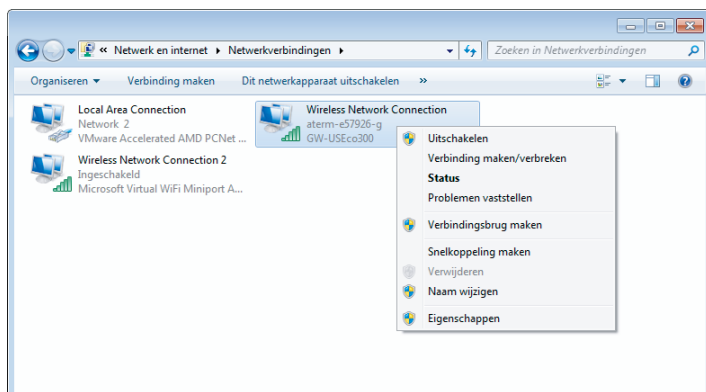 « Netwerk en internet ▸ Netwerkverbindingen ▸
Zoeken in Netwerkverbindingen
Organiseren
Verbinding maken
Dit netwerkapparaat uitschakelen
»
Local Area Connection
Network 2
VMware Accelerated AMD PCNet ...
Wireless Network Connection
aterm-e57926-g
GW-USEco300
Wireless Network Connection 2
Ingeschakeld
Microsoft Virtual WiFi Miniport A...
Uitschakelen
Verbinding maken/verbreken
Status
Problemen vaststellen
Verbindingsbrug maken
Snelkoppeling maken
Verwijderen
Naam wijzigen
Eigenschappen